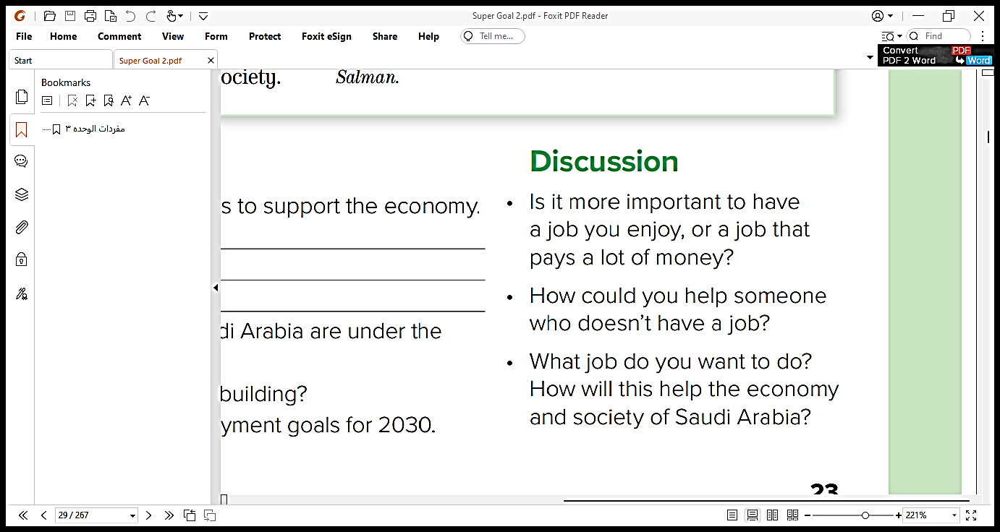 Super Goal 2.pdf - Foxit PDF Reader
File Home Comment View Form Protect Foxit eSign Share Help Tell me... Find
Start Super Goal 2.pdf
Convert PDF
PDF 2 Word Word
Bookmarks
مفردات الوحده ٣
ociety. Salman.
s to support the economy.
di Arabia are under the
building?
yment goals for 2030.
Discussion
• Is it more important to have
a job you enjoy, or a job that
pays a lot of money?
• How could you help someone
who doesn’t have a job?
• What job do you want to do?
How will this help the economy
and society of Saudi Arabia?
23
29 / 267 221%